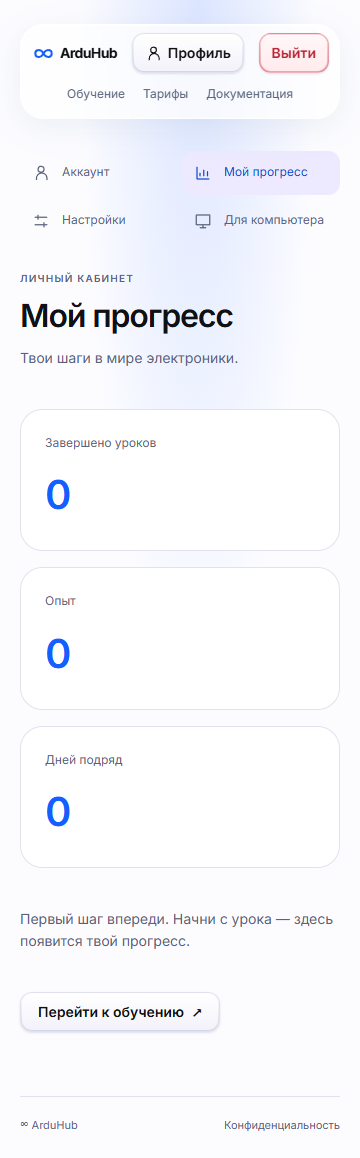 ArduHub
Профиль
Выйти
Обучение Тарифы Документация
Аккаунт
Мой прогресс
Настройки
Для компьютера
ЛИЧНЫЙ КАБИНЕТ
Мой прогресс
Твои шаги в мире электроники.
Завершено уроков
0
Опыт
0
Дней подряд
0
Первый шаг впереди. Начни с урока — здесь
появится твой прогресс.
Перейти к обучению ↗
∞ ArduHub
Конфиденциальность